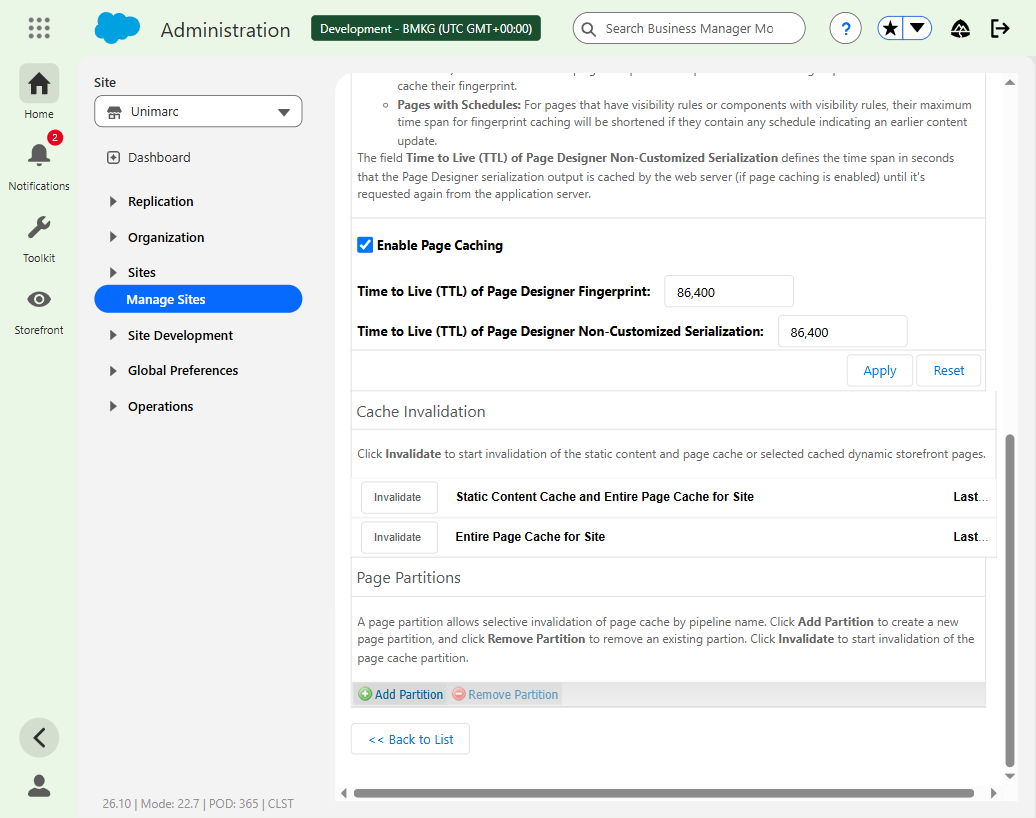 Administration
Development - BMKG (UTC GMT+00:00)
Search Business Manager Mo
?
Home
2
Notifications
Toolkit
Storefront
Site
Unimarc
Dashboard
Replication
Organization
Sites
Manage Sites
Site Development
Global Preferences
Operations
26.10 | Mode: 22.7 | POD: 365 | CLST
cache their fingerprint.
Pages with Schedules: For pages that have visibility rules or components with visibility rules, their maximum
time span for fingerprint caching will be shortened if they contain any schedule indicating an earlier content
update.
The field Time to Live (TTL) of Page Designer Non-Customized Serialization defines the time span in seconds
that the Page Designer serialization output is cached by the web server (if page caching is enabled) until it's
requested again from the application server.
Enable Page Caching
Time to Live (TTL) of Page Designer Fingerprint: 86,400
Time to Live (TTL) of Page Designer Non-Customized Serialization: 86,400
Apply Reset
Cache Invalidation
Click Invalidate to start invalidation of the static content and page cache or selected cached dynamic storefront pages.
Invalidate Static Content Cache and Entire Page Cache for Site Last...
Invalidate Entire Page Cache for Site Last...
Page Partitions
A page partition allows selective invalidation of page cache by pipeline name. Click Add Partition to create a new
page partition, and click Remove Partition to remove an existing partion. Click Invalidate to start invalidation of the
page cache partition.
Add Partition Remove Partition
<< Back to List